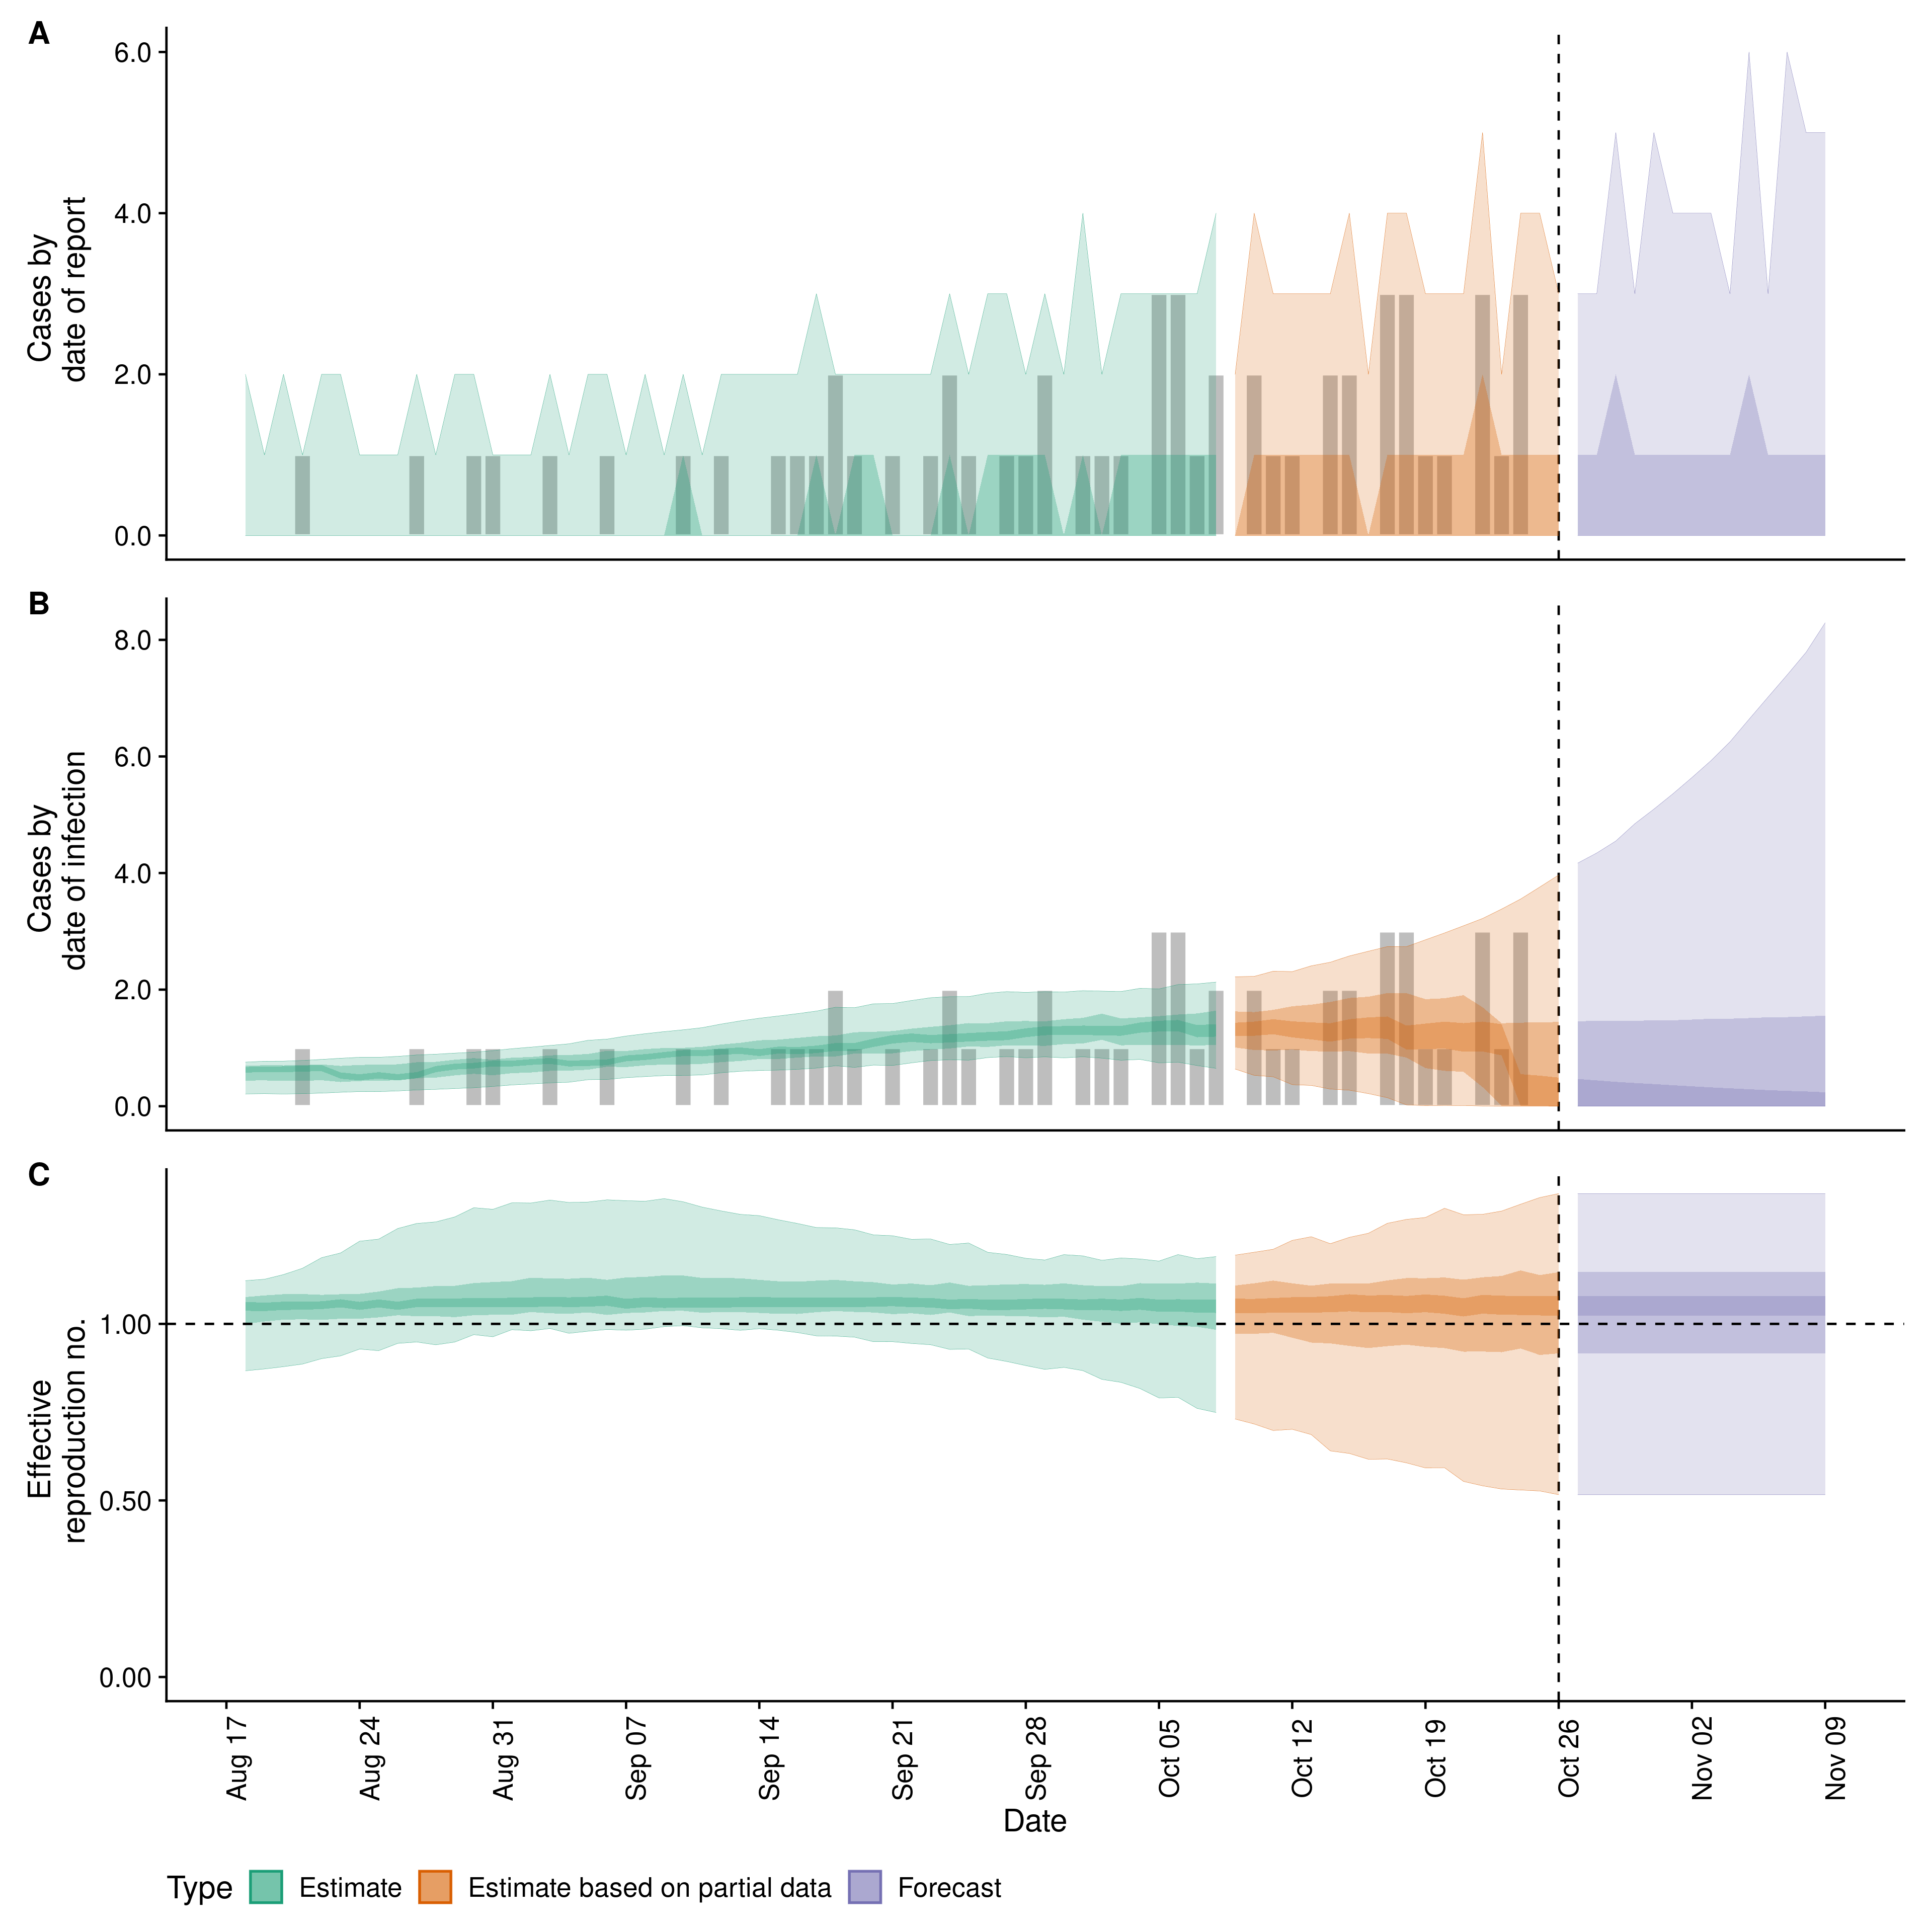 A
Cases by
date of report
6.0
4.0
2.0
0.0
B
Cases by
date of infection
8.0
6.0
4.0
2.0
0.0
C
Effective
reproduction no.
1.00
0.50
0.00
Aug 17
Aug 24
Aug 31
Sep 07
Sep 14
Sep 21
Sep 28
Oct 05
Oct 12
Oct 19
Oct 26
Nov 02
Nov 09
Date
Type Estimate Estimate based on partial data Forecast